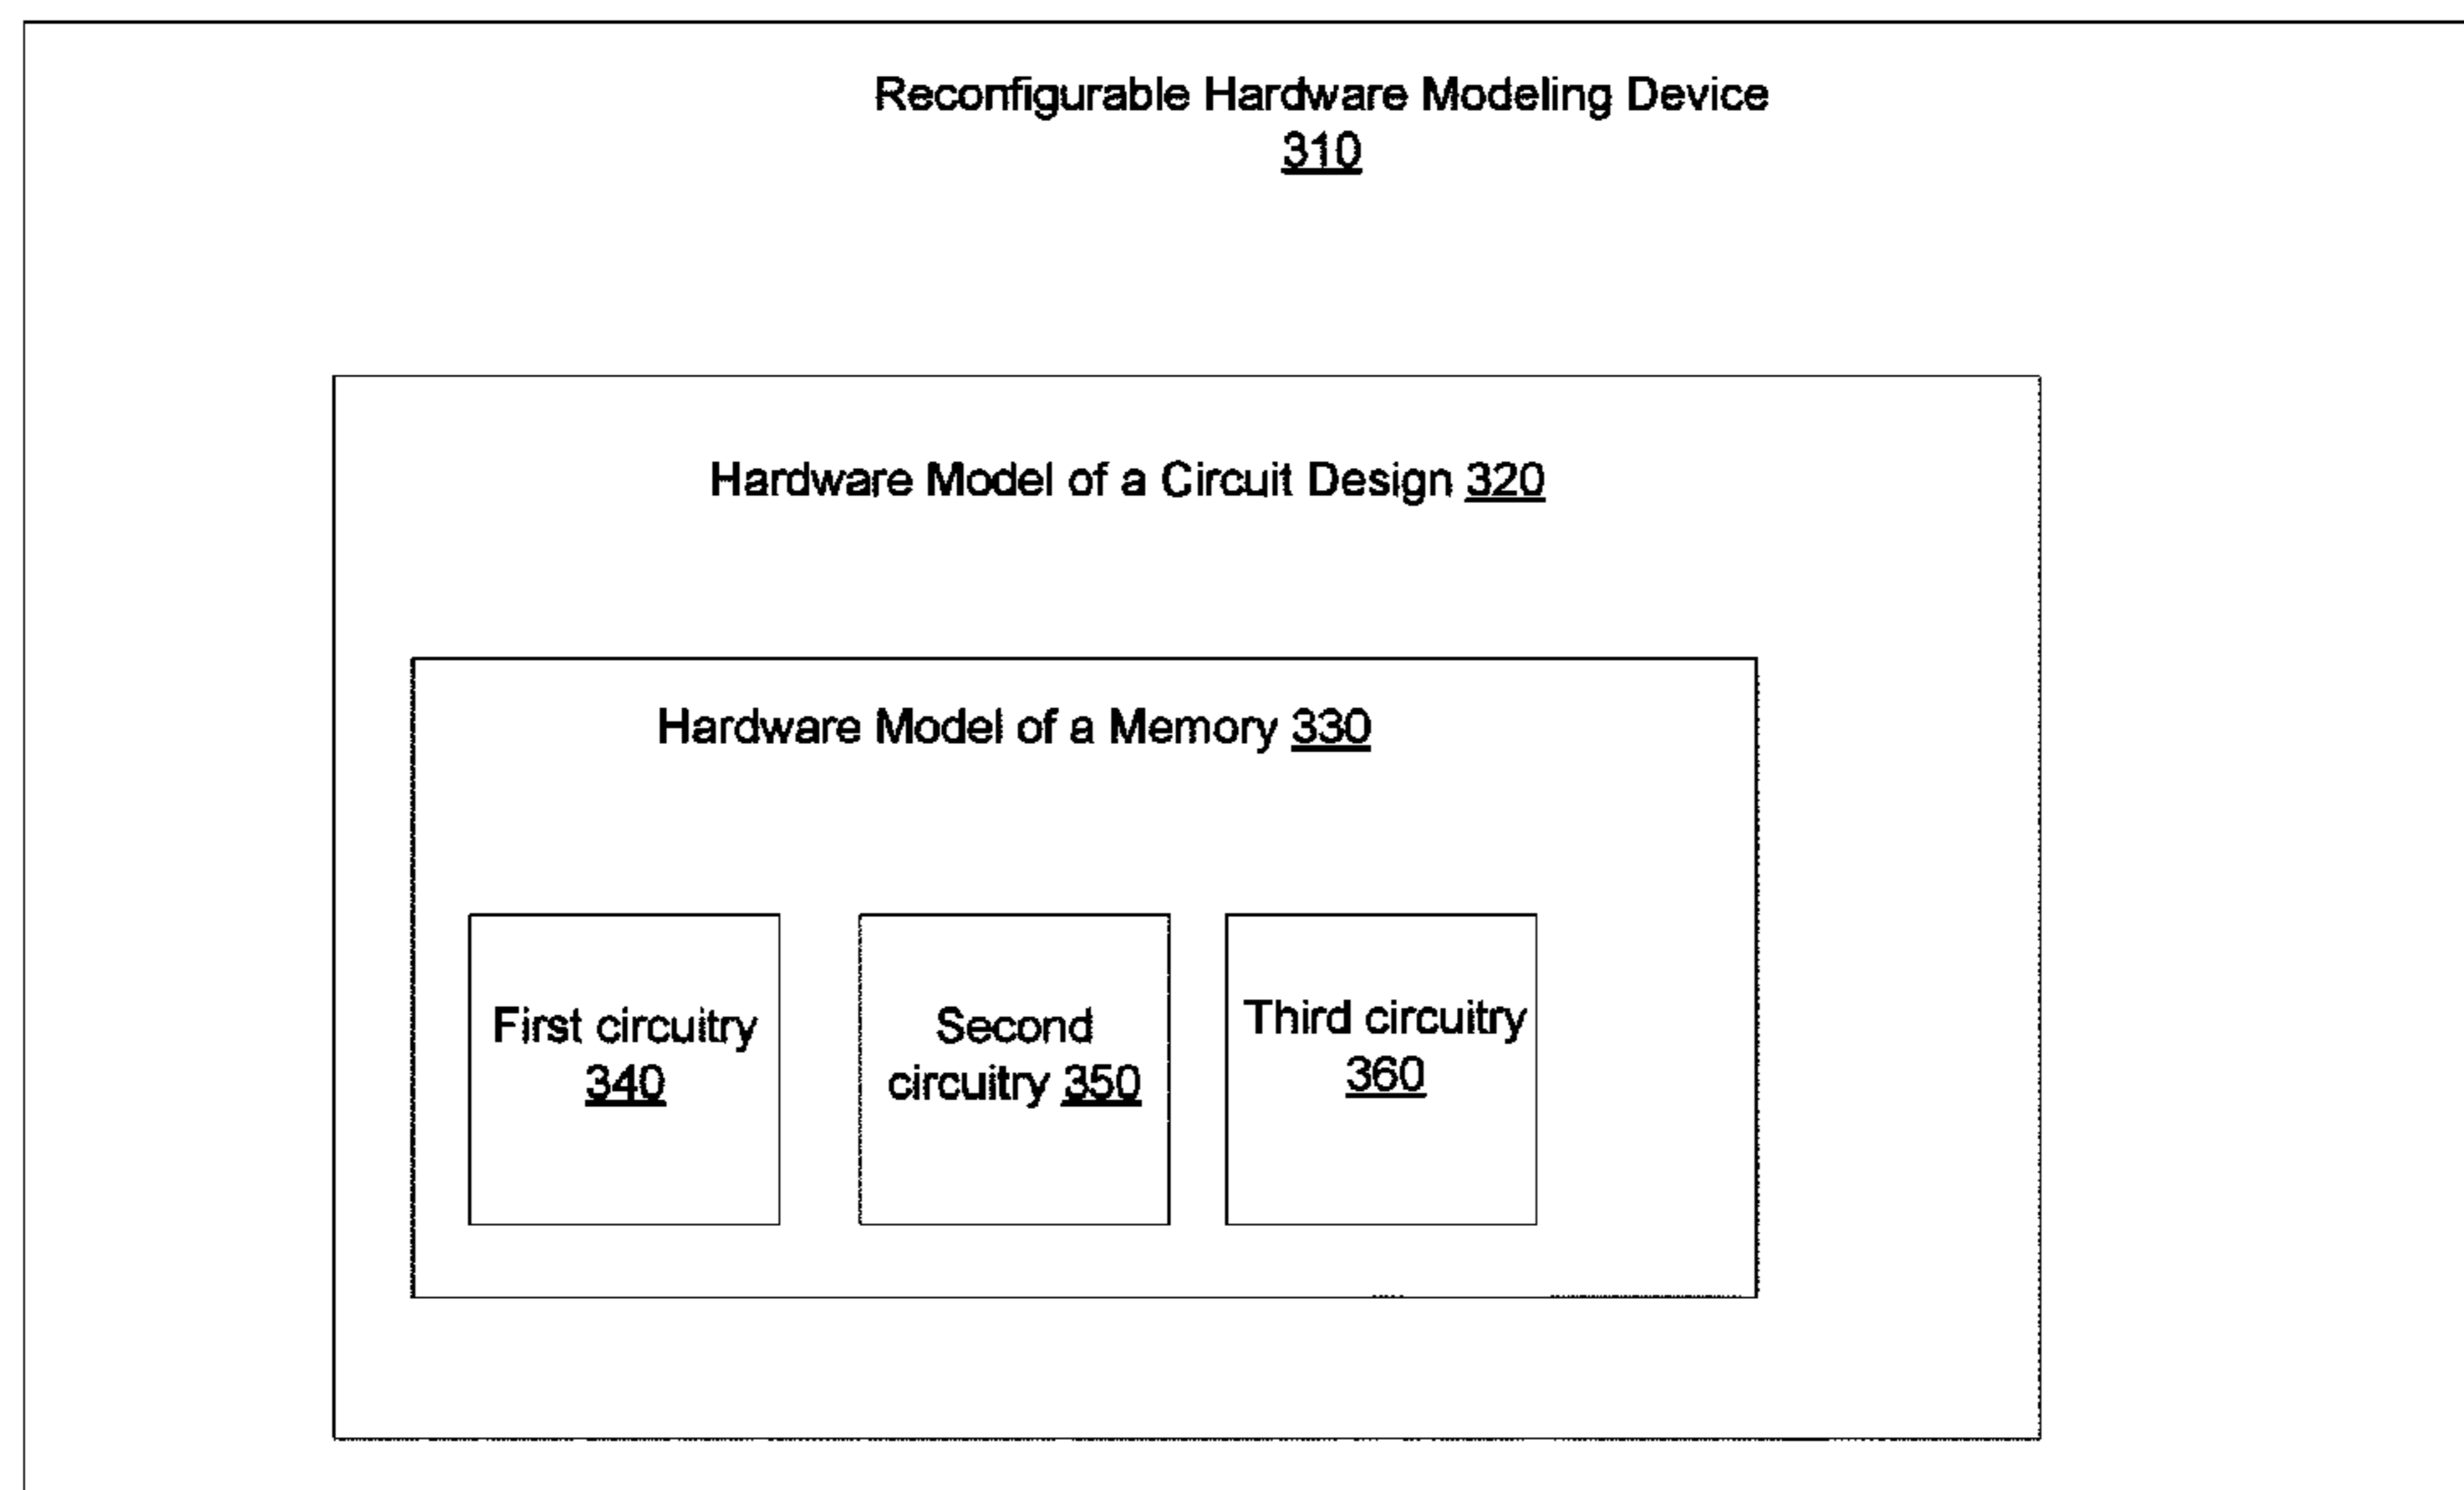 Reconfigurable Hardware Modeling Device
310
Hardware Model of a Circuit Design 320
Hardware Model of a Memory 330
First circuitry
340
Second
circuitry 350
Third circuitry
360